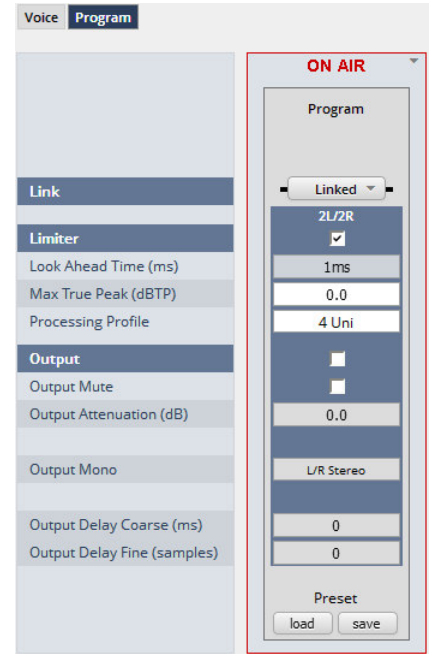 Voice Program
ON AIR
Program
Link Linked
2L/2R
Limiter
Look Ahead Time (ms) 1ms
Max True Peak (dBTP) 0.0
Processing Profile 4 Uni
Output
Output Mute
Output Attenuation (dB) 0.0
Output Mono L/R Stereo
Output Delay Coarse (ms) 0
Output Delay Fine (samples) 0
Preset
load save